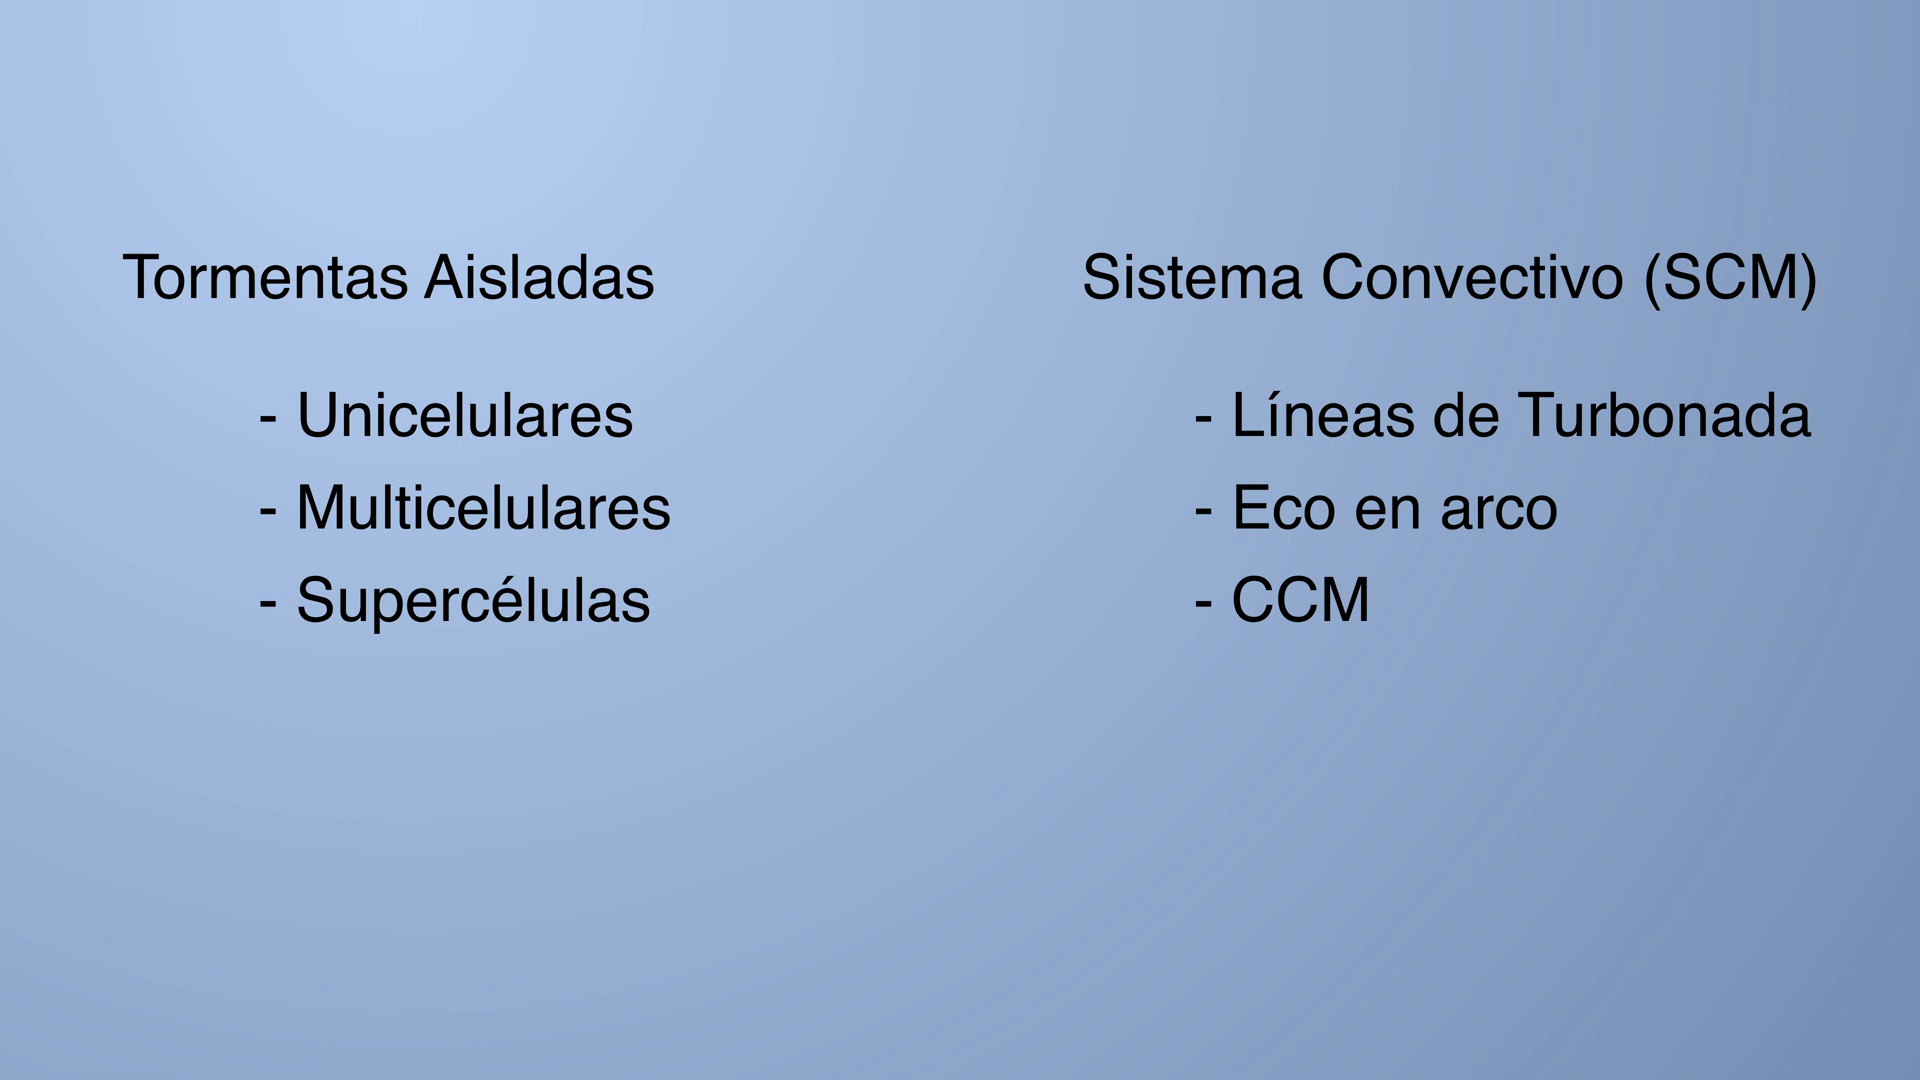 Tormentas Aisladas
- Unicelulares
- Multicelulares
- Supercélulas
Sistema Convectivo (SCM)
- Líneas de Turbonada
- Eco en arco
- CCM